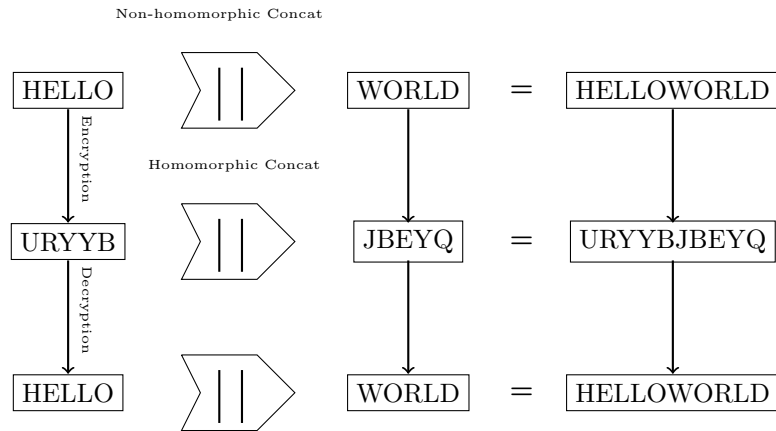 Non-homomorphic Concat
HELLO || WORLD = HELLOWORLD
Encryption
Homomorphic Concat
URYYB || JBEYQ = URYYBJBEYQ
Decryption
HELLO || WORLD = HELLOWORLD